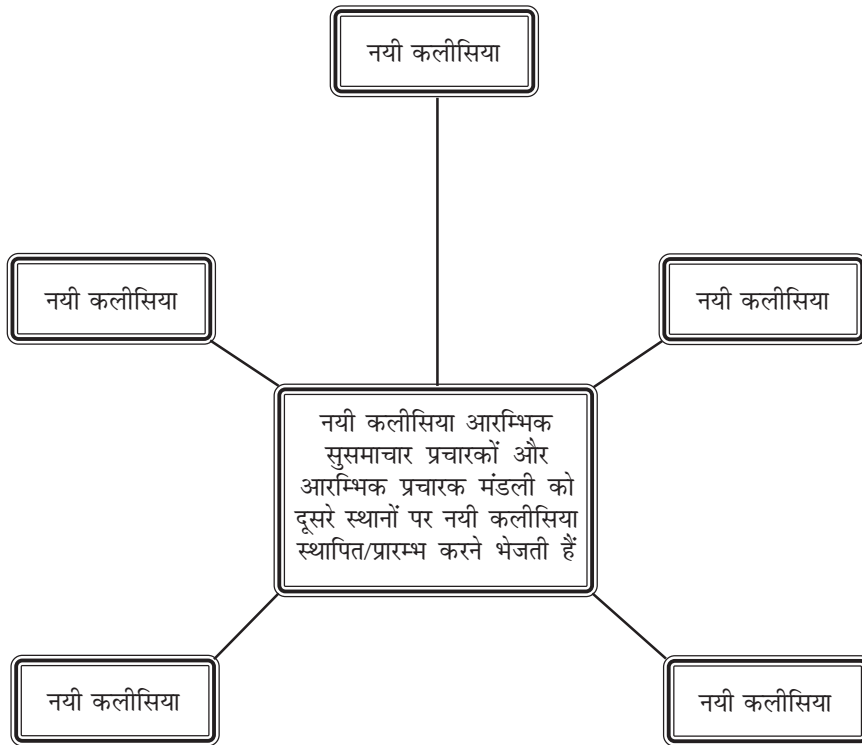 नयी कलीसिया
नयी कलीसिया
नयी कलीसिया
नयी कलीसिया आरम्भिक
सुसमाचार प्रचारकों और
आरम्भिक प्रचारक मंडली को
दूसरे स्थानों पर नयी कलीसिया
स्थापित/प्रारम्भ करने भेजती हैं
नयी कलीसिया
नयी कलीसिया